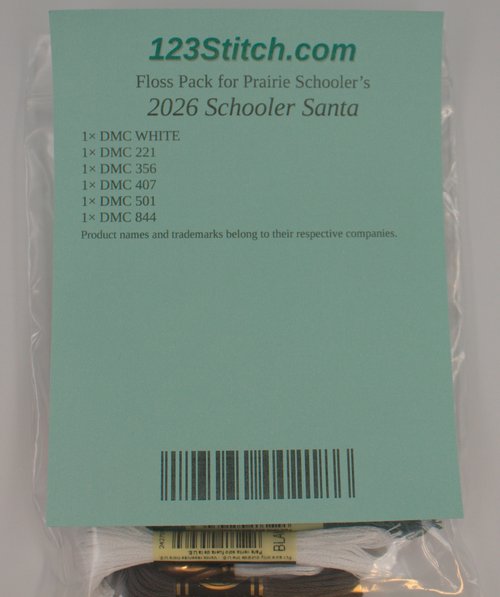 123Stitch.com
Floss Pack for Prairie Schooler’s
2026 Schooler Santa
1× DMC WHITE
1× DMC 221
1× DMC 356
1× DMC 407
1× DMC 501
1× DMC 844
Product names and trademarks belong to their respective companies.